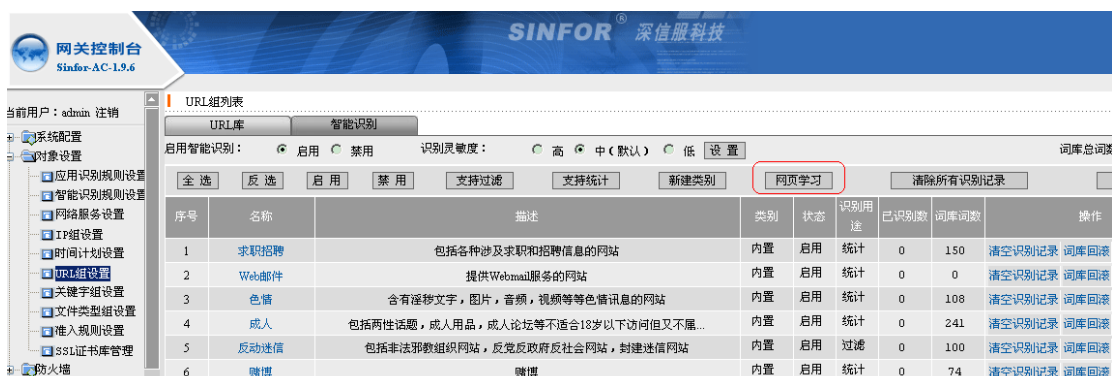 SINFOR® 深信服科技
网关控制台
Sinfor-AC-1.9.6
当前用户：admin 注销
系统配置
对象设置
应用识别规则设置
智能识别规则设置
网络服务设置
IP组设置
时间计划设置
URL组设置
关键字组设置
文件类型组设置
准入规则设置
SSL证书库管理
防火墙
URL组列表
URL库 智能识别
启用智能识别： 启用 禁用 识别灵敏度： 高 中(默认) 低 设置 词库总词数
全选 反选 启用 禁用 支持过滤 支持统计 新建类别 网页学习 清除所有识别记录
序号 名称 描述 类别 状态 识别用途 已识别数 词库词数 操作
1 求职招聘 包括各种涉及求职和招聘信息的网站 内置 启用 统计 0 150 清空识别记录 词库回滚
2 Web邮件 提供Webmail服务的网站 内置 启用 统计 0 0 清空识别记录 词库回滚
3 色情 含有淫秽文字，图片，音频，视频等等色情讯息的网站 内置 启用 统计 0 108 清空识别记录 词库回滚
4 成人 包括两性话题，成人用品，成人论坛等不适合18岁以下访问但又不属... 内置 启用 统计 0 241 清空识别记录 词库回滚
5 反动迷信 包括非法邪教组织网站，反党反政府反社会网站，封建迷信网站 内置 启用 过滤 0 100 清空识别记录 词库回滚
6 赌博 赌博 内置 启用 统计 0 74 清空识别记录 词库回滚